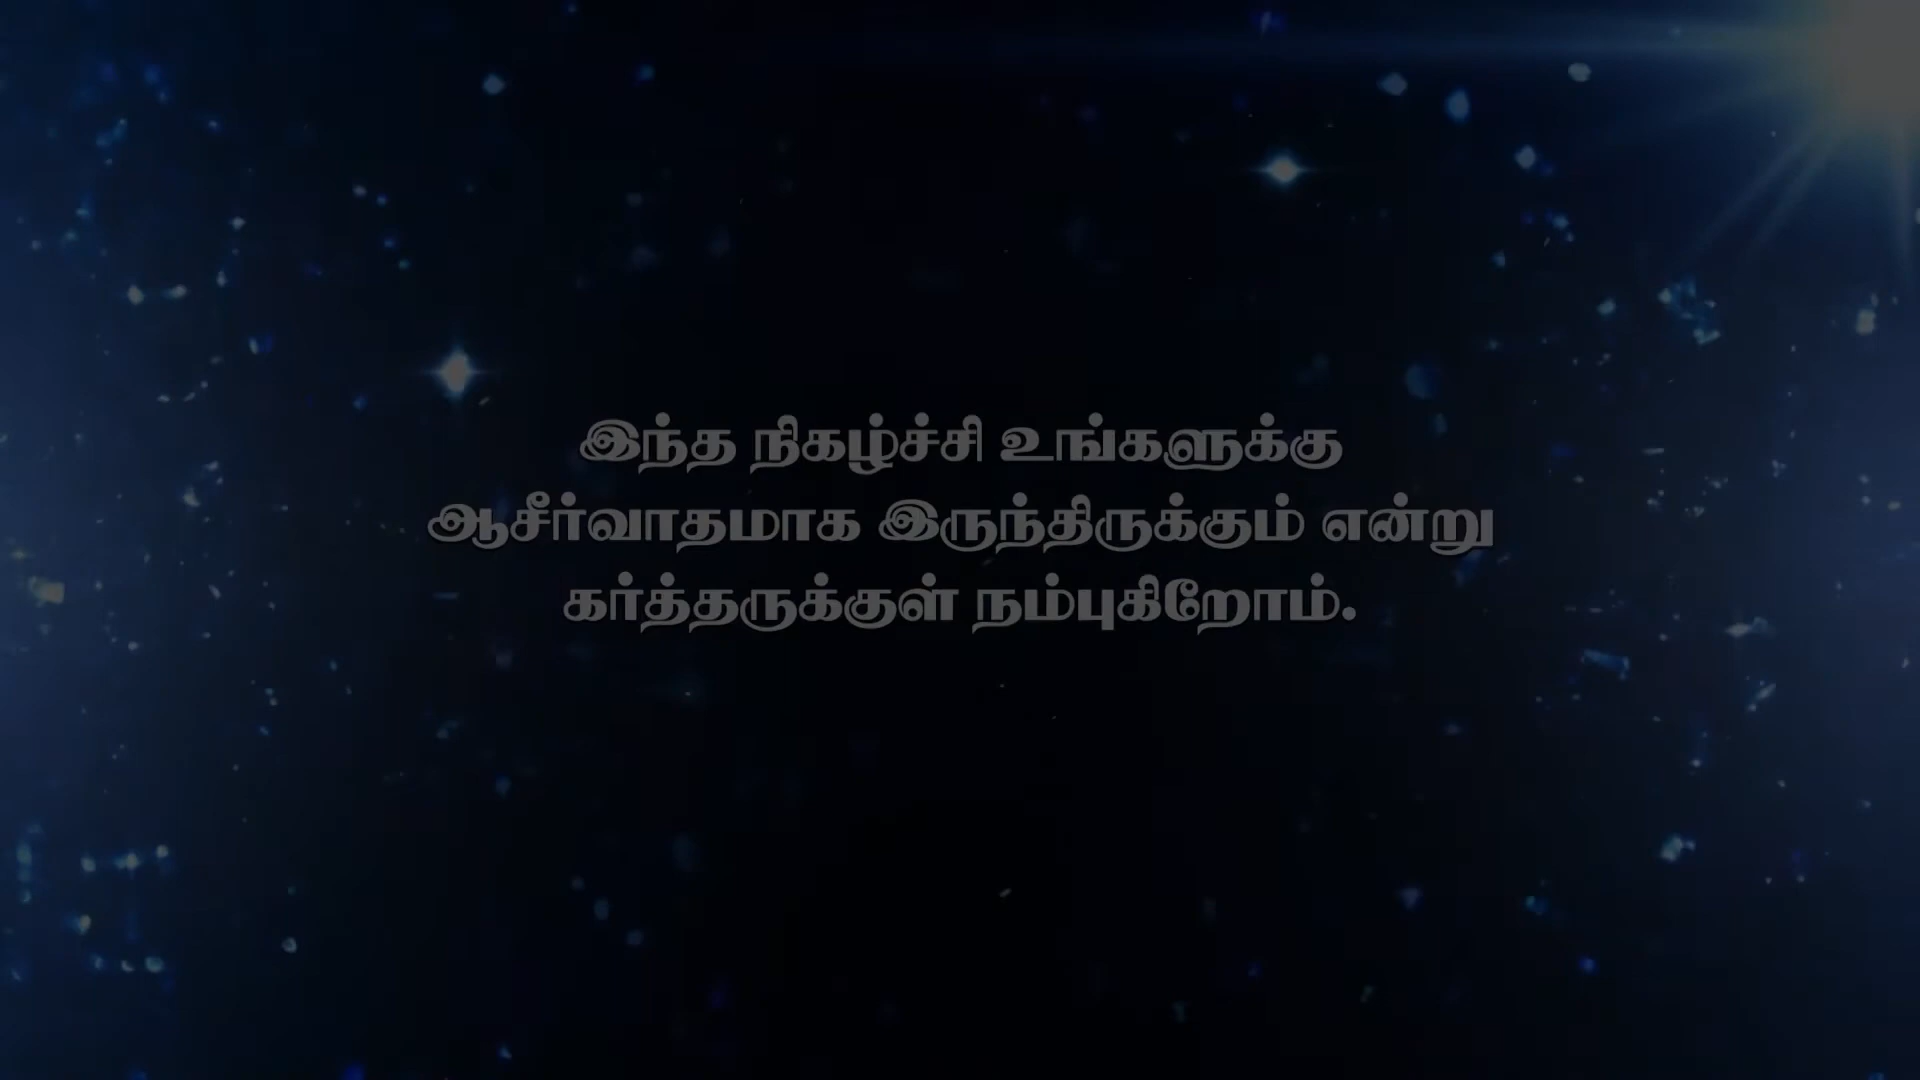 இந்த நிகழ்ச்சி உங்களுக்கு
ஆசீர்வாதமாக இருந்திருக்கும் என்று
கர்த்தருக்குள் நம்புகிறோம்.